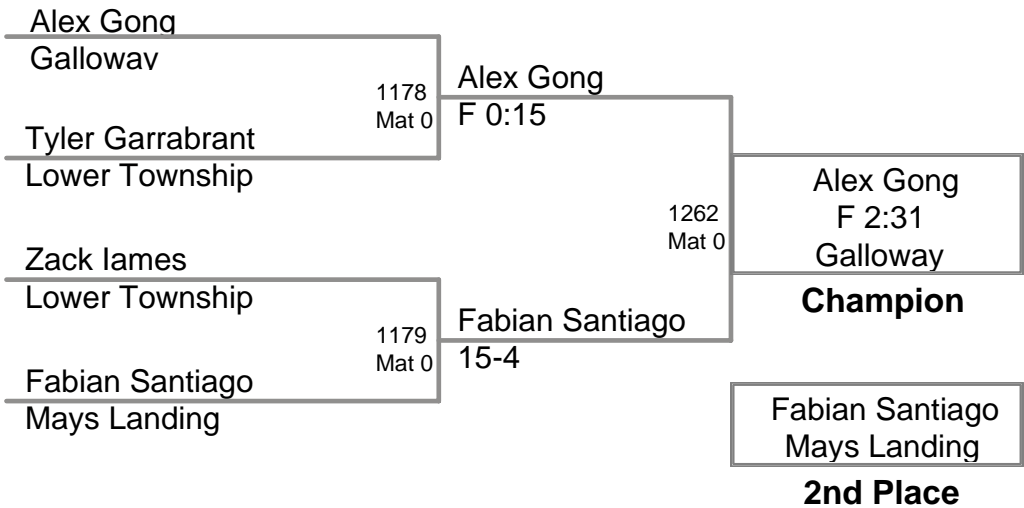 Alex Gong
Galloway
1178
Mat 0
Alex Gong
F 0:15
Tyler Garrabrant
Lower Township
1262
Mat 0
Alex Gong
F 2:31
Galloway
Champion
Zack Iames
Lower Township
1179
Mat 0
Fabian Santiago
15-4
Fabian Santiago
Mays Landing
Fabian Santiago
Mays Landing
2nd Place